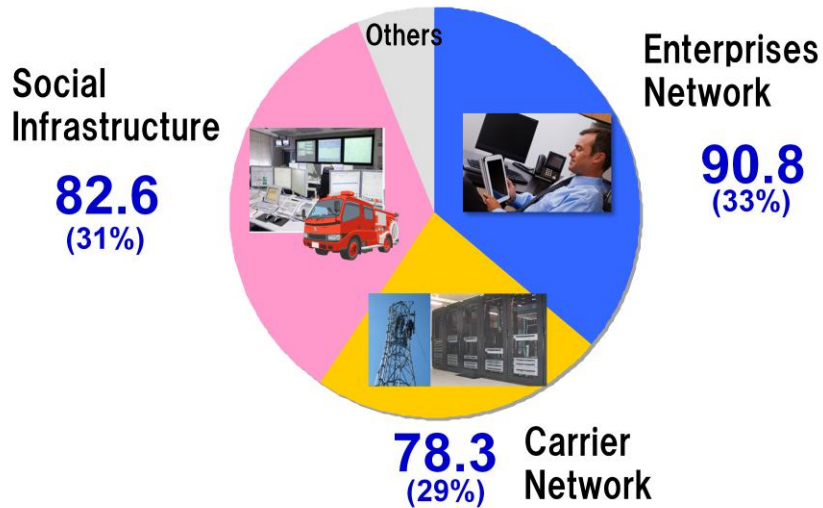 Others
Enterprises
Network
90.8
(33%)
Social
Infrastructure
82.6
(31%)
78.3
(29%)
Carrier
Network